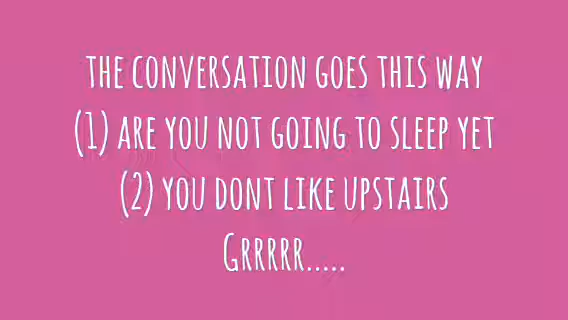 THE CONVERSATION GOES THIS WAY
(1) ARE YOU NOT GOING TO SLEEP YET
(2) YOU DONT LIKE UPSTAIRS
GRRRRR.....